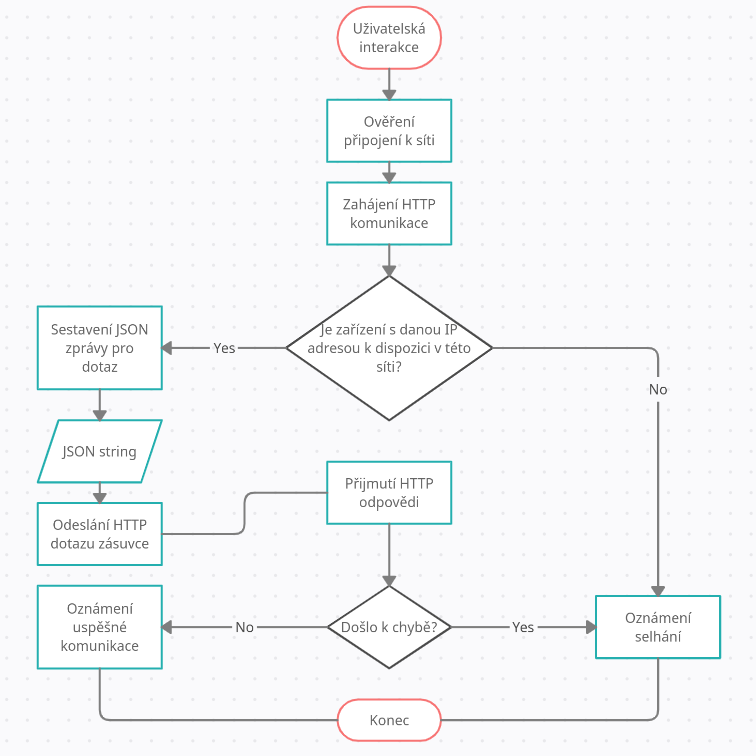 Uživatelská
interakce
Ověření
připojení k síti
Zahájení HTTP
komunikace
Je zařízení s danou IP
adresou k dispozici v této
síti?
Yes
No
Sestavení JSON
zprávy pro
dotaz
JSON string
Odeslání HTTP
dotazu zásuvce
Přijmutí HTTP
odpovědi
Došlo k chybě?
No
Yes
Oznámení
uspěšné
komunikace
Oznámení
selhání
Konec